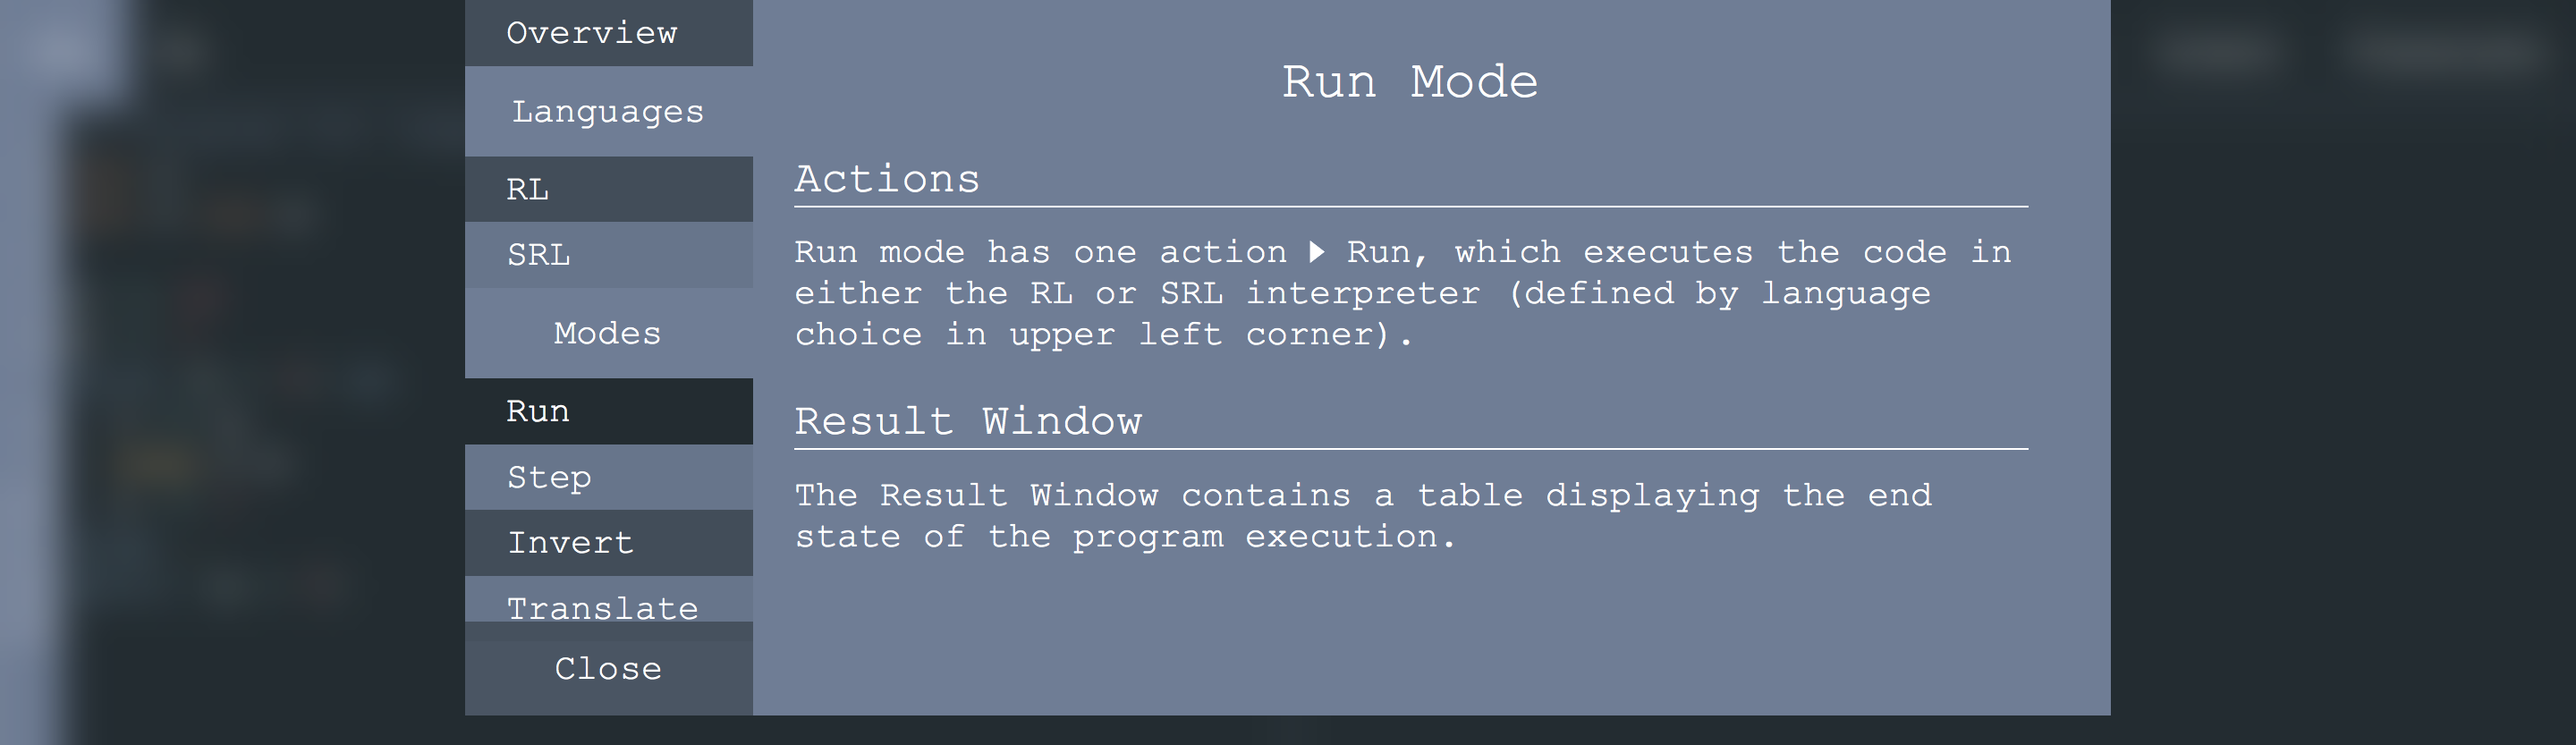 Overview
Languages
RL
SRL
Modes
Run
Step
Invert
Translate
Close
Run Mode
Actions
Run mode has one action ▶ Run, which executes the code in
either the RL or SRL interpreter (defined by language
choice in upper left corner).
Result Window
The Result Window contains a table displaying the end
state of the program execution.